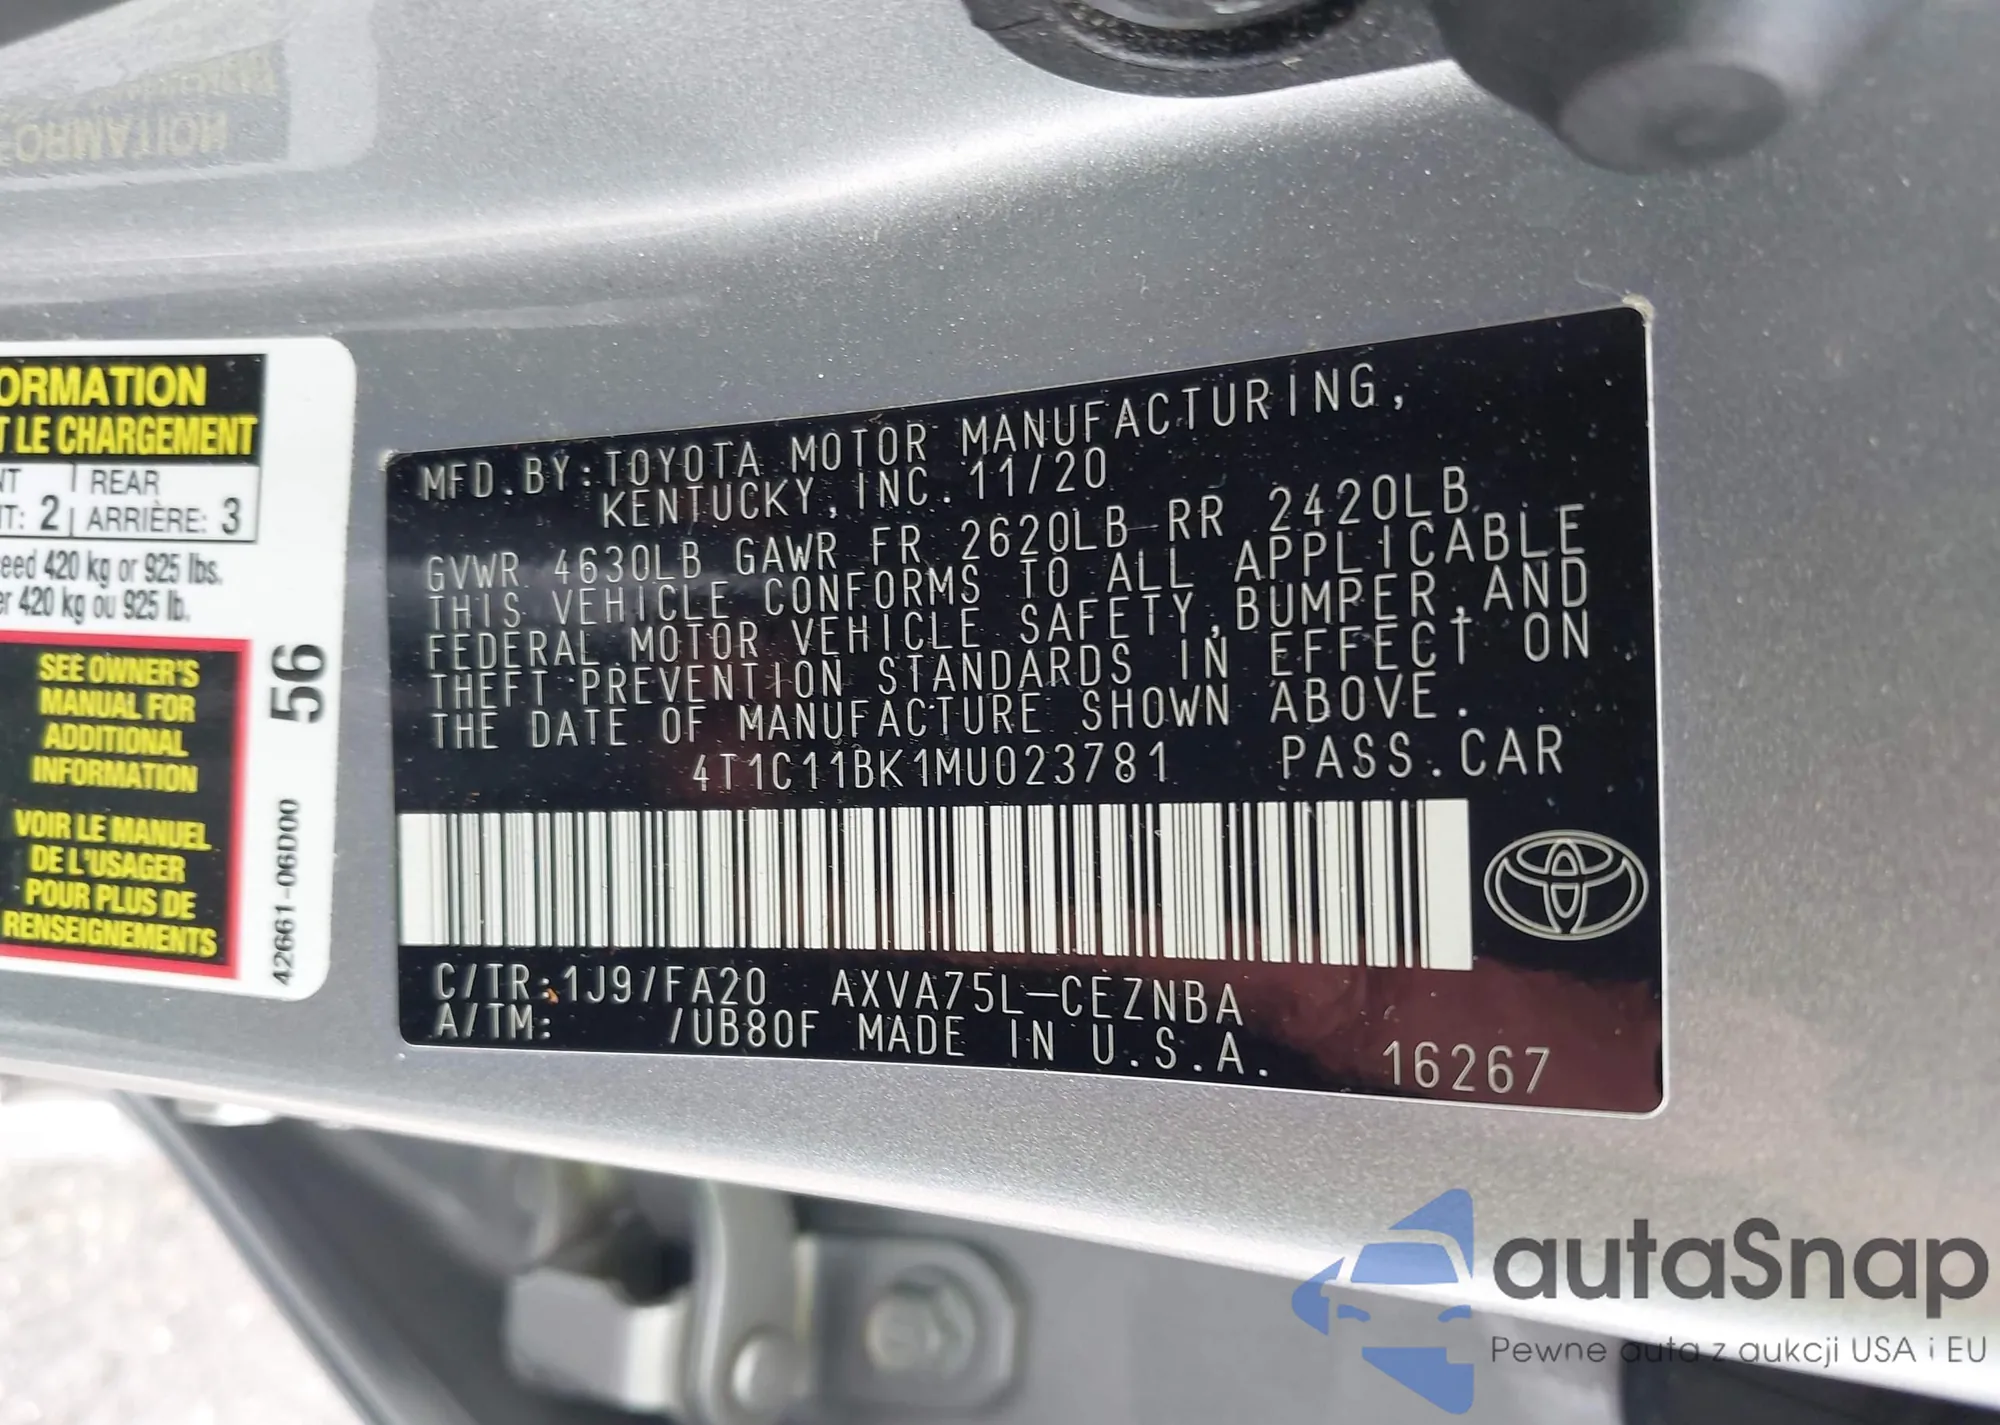 ORMATION
T LE CHARGEMENT
NT | REAR
T: 2 | ARRIÈRE: 3
eed 420 kg or 925 lbs.
er 420 kg ou 925 lb.
SEE OWNER'S
MANUAL FOR
ADDITIONAL
INFORMATION
VOIR LE MANUEL
DE L'USAGER
POUR PLUS DE
RENSEIGNEMENTS
56
42661-06D00
MFD.BY:TOYOTA MOTOR MANUFACTURING,
KENTUCKY,INC.11/20
GVWR 4630LB GAWR FR 2620LB RR 2420LB
THIS VEHICLE CONFORMS TO ALL APPLICABLE
FEDERAL MOTOR VEHICLE SAFETY,BUMPER,AND
THEFT PREVENTION STANDARDS IN EFFECT ON
THE DATE OF MANUFACTURE SHOWN ABOVE.
4T1C11BK1MU023781 PASS.CAR
C/TR:1J9/FA20 AXVA75L-CEZNBA
A/TM: /UB80F MADE IN U.S.A. 16267
autaSnap
Pewne auta z aukcji USA i EU